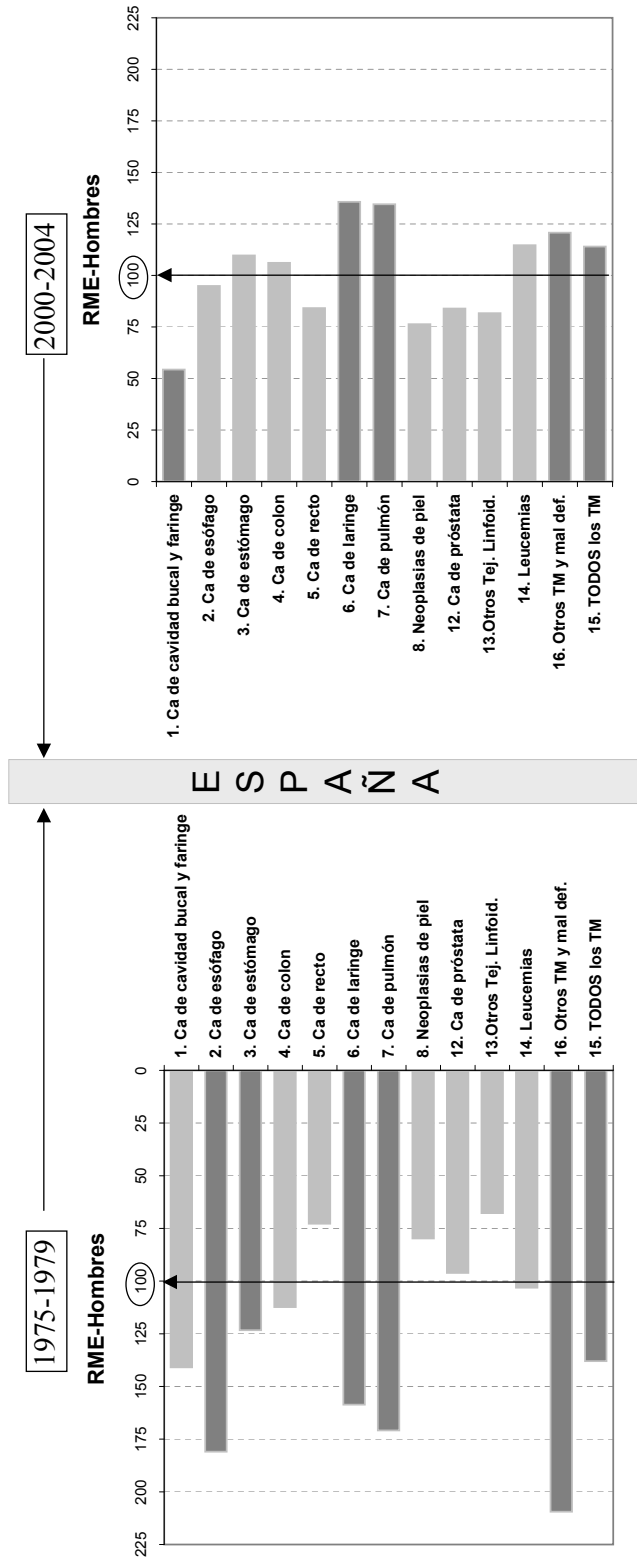 1975-1979
RME-Hombres
225 200 175 150 125 100 75 50 25 0
1. Ca de cavidad bucal y faringe
2. Ca de esófago
3. Ca de estómago
4. Ca de colon
5. Ca de recto
6. Ca de laringe
7. Ca de pulmón
8. Neoplasias de piel
12. Ca de próstata
13.Otros Tej. Linfoid.
14. Leucemias
16. Otros TM y mal def.
15. TODOS los TM
ESPAÑA
2000-2004
RME-Hombres
0 25 50 75 100 125 150 175 200 225
1. Ca de cavidad bucal y faringe
2. Ca de esófago
3. Ca de estómago
4. Ca de colon
5. Ca de recto
6. Ca de laringe
7. Ca de pulmón
8. Neoplasias de piel
12. Ca de próstata
13.Otros Tej. Linfoid.
14. Leucemias
16. Otros TM y mal def.
15. TODOS los TM